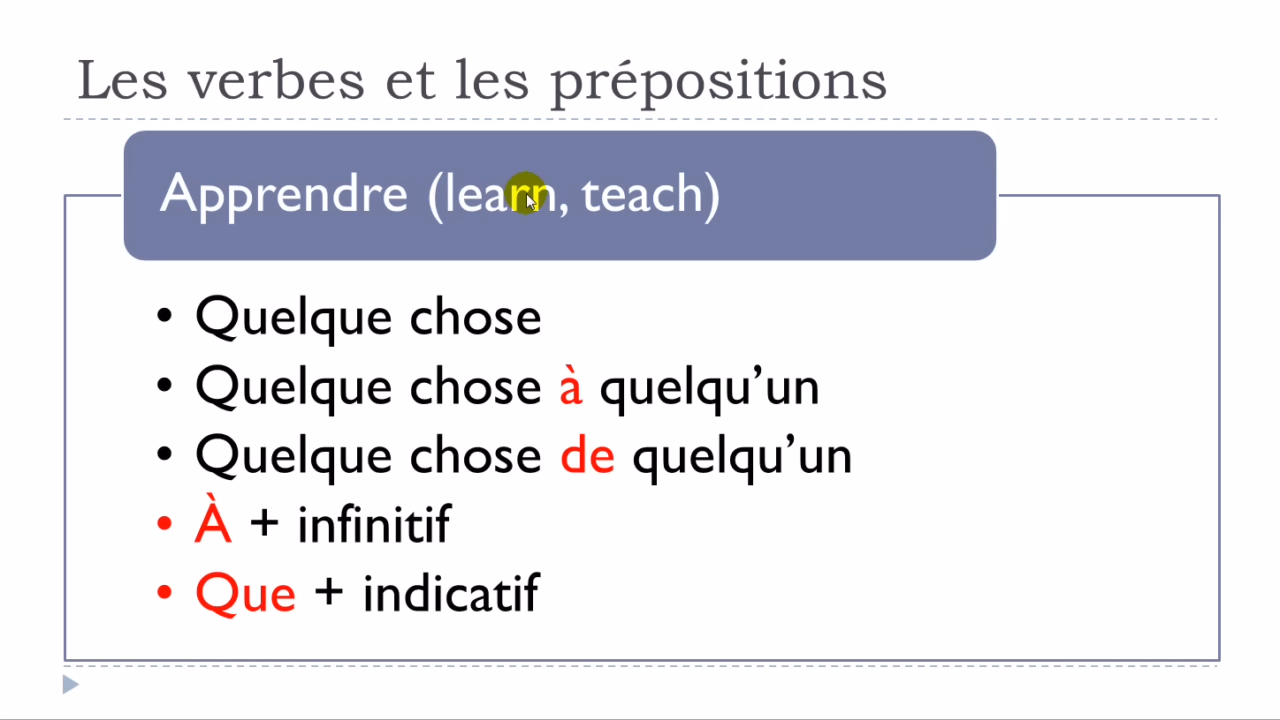 Les verbes et les prépositions
Apprendre (learn, teach)
• Quelque chose
• Quelque chose à quelqu’un
• Quelque chose de quelqu’un
• À + infinitif
• Que + indicatif